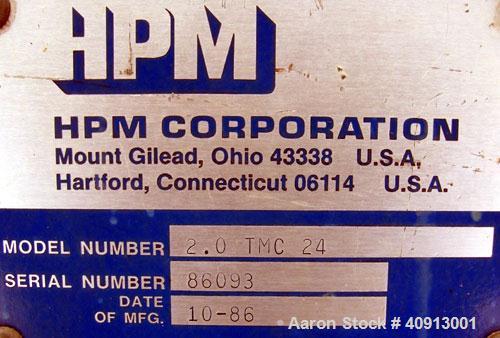 HPM
HPM CORPORATION
Mount Gilead, Ohio 43338 U.S.A.
Hartford, Connecticut 06114 U.S.A.
MODEL NUMBER 2.0 TMC 24
SERIAL NUMBER 86093
DATE OF MFG. 10-86
Aaron Stock # 40913001